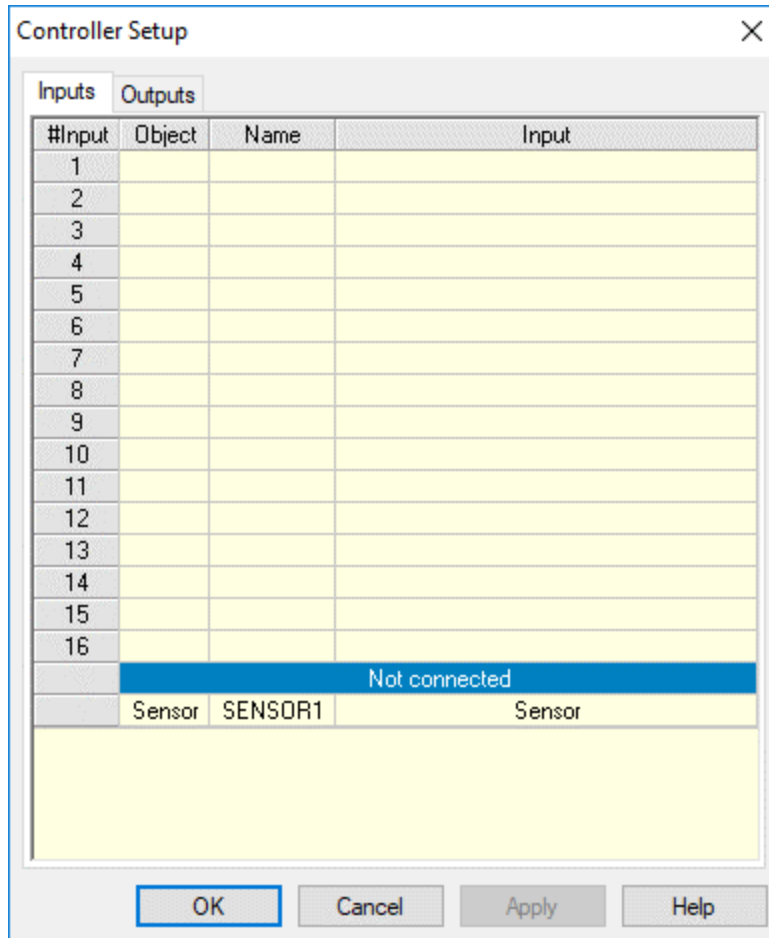 Controller Setup
Inputs Outputs
#Input Object Name Input
1
2
3
4
5
6
7
8
9
10
11
12
13
14
15
16
Not connected
Sensor SENSOR1 Sensor
OK Cancel Apply Help